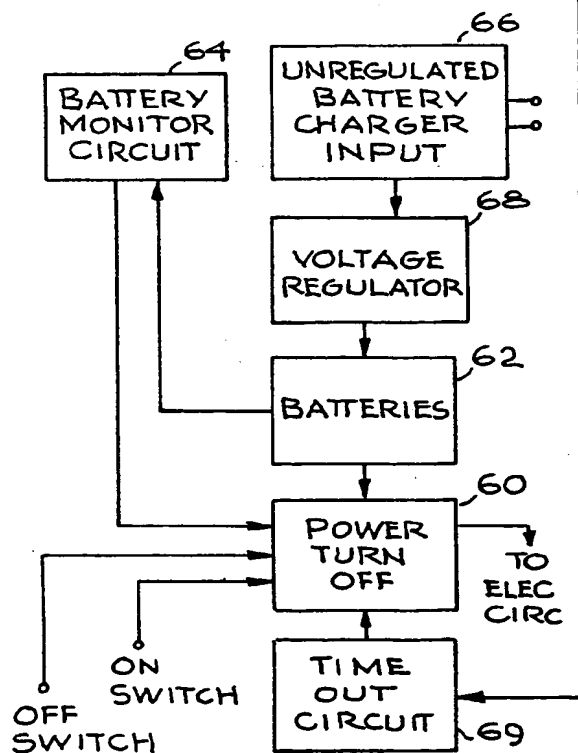 64
BATTERY
MONITOR
CIRCUIT
66
UNREGULATED
BATTERY
CHARGER
INPUT
68
VOLTAGE
REGULATOR
62
BATTERIES
60
POWER
TURN
OFF
TO
ELEC
CIRC
ON
SWITCH
OFF
SWITCH
TIME
OUT
CIRCUIT
69